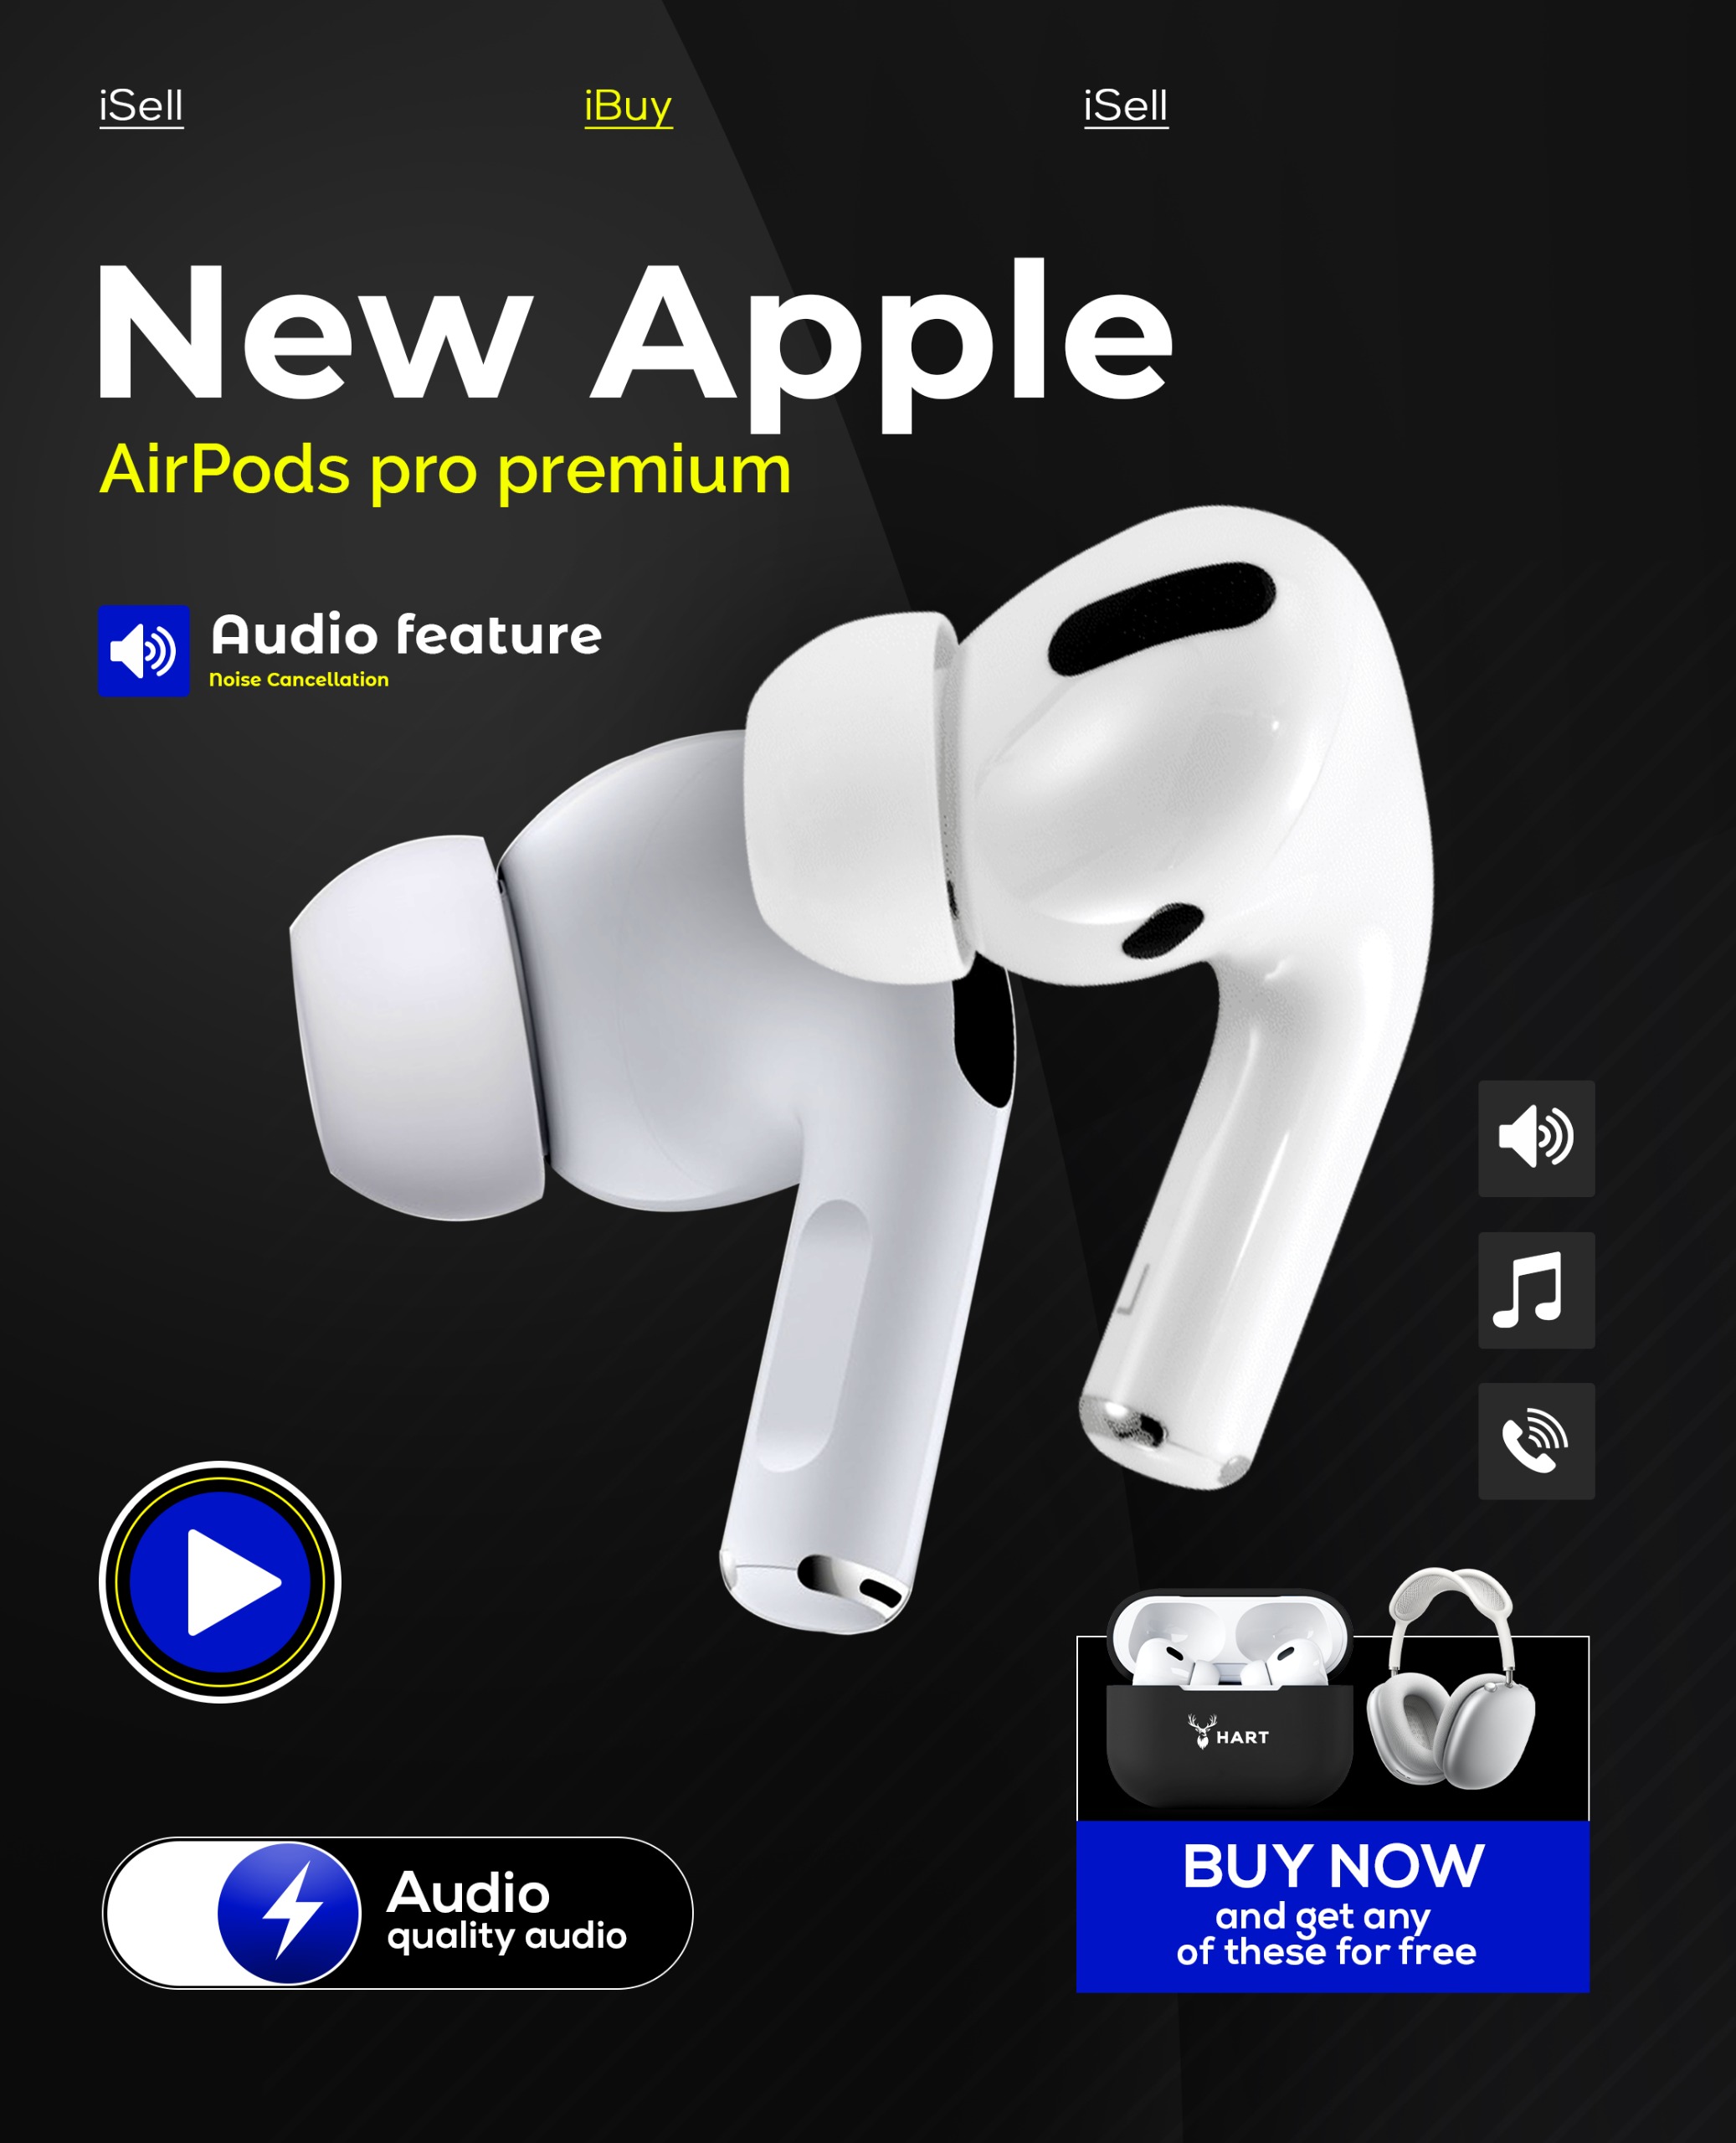 iSell iBuy iSell
New Apple
AirPods pro premium
Audio feature
Noise Cancellation
L
HART
Audio
quality audio
BUY NOW
and get any
of these for free